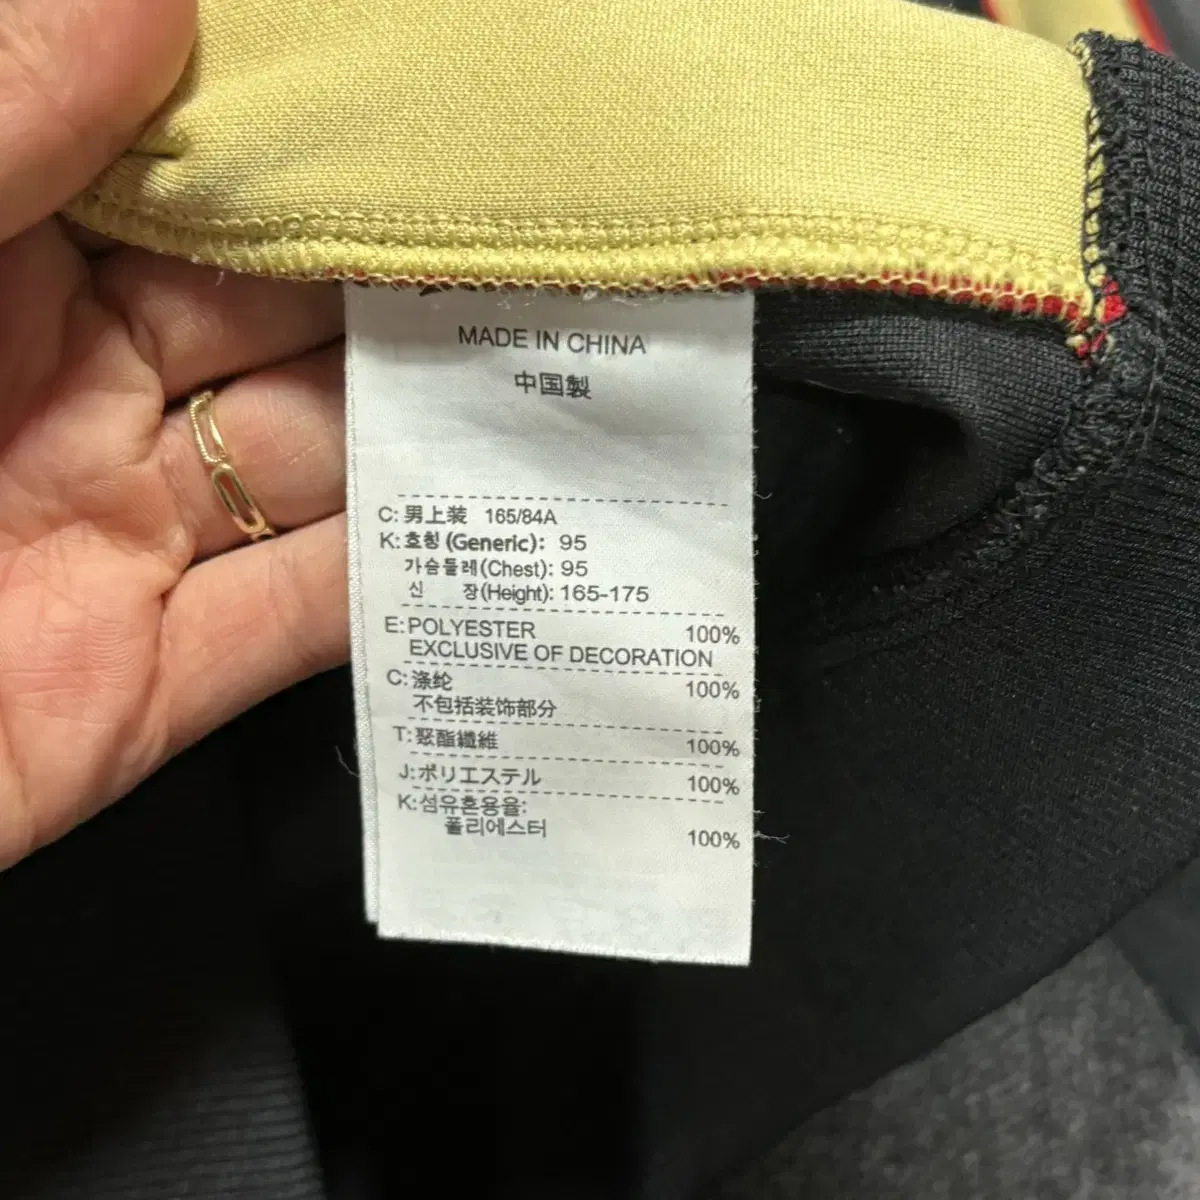 MADE IN CHINA
中国製
C: 男上装 165/84A
K: 호칭 (Generic): 95
가슴둘레(Chest): 95
신 장(Height): 165-175
E: POLYESTER 100%
EXCLUSIVE OF DECORATION
C: 涤纶 100%
不包括装饰部分
T: 聚酯纖維 100%
J: ポリエステル 100%
K: 섬유혼용율:
폴리에스터 100%